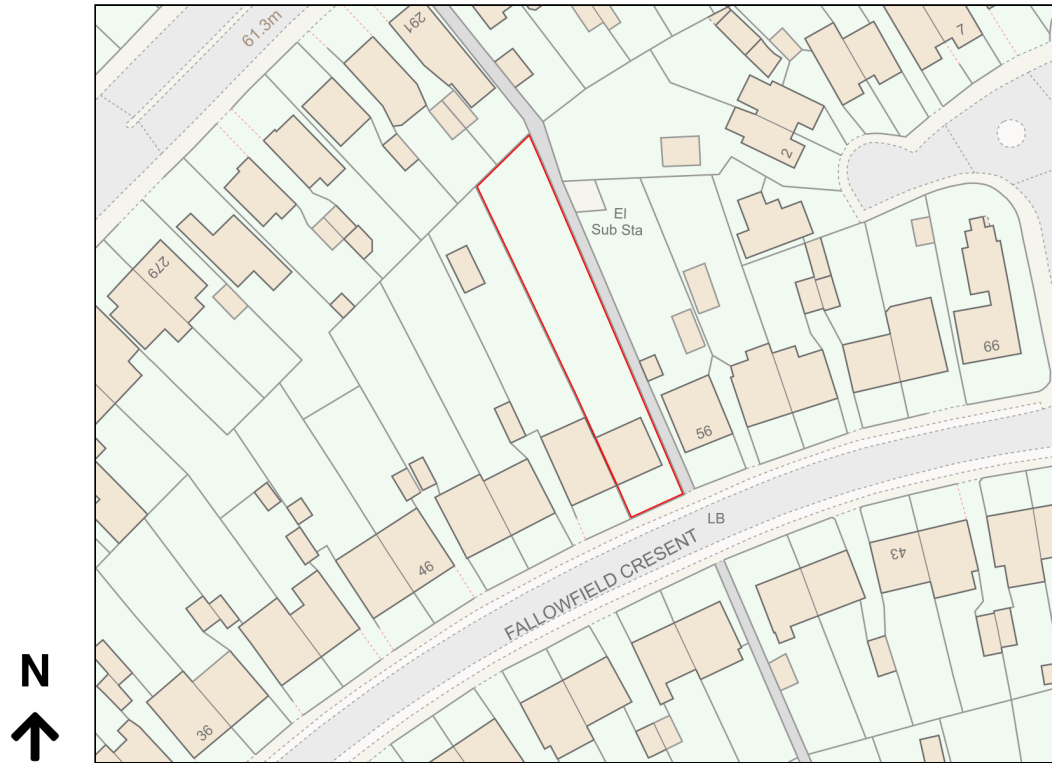 61.3m
291
7
2
El
Sub Sta
279
66
56
46
LB
FALLOWFIELD CRESENT
43
36
N